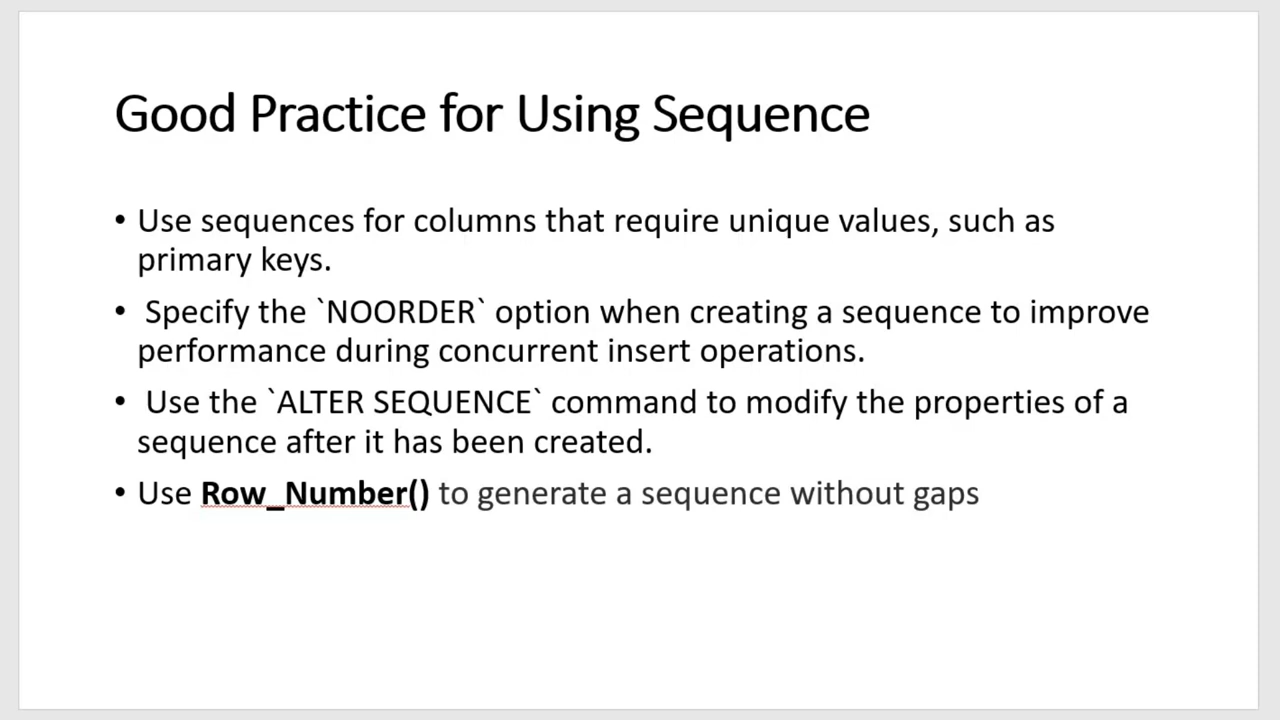 Good Practice for Using Sequence
• Use sequences for columns that require unique values, such as
primary keys.
• Specify the `NOORDER` option when creating a sequence to improve
performance during concurrent insert operations.
• Use the `ALTER SEQUENCE` command to modify the properties of a
sequence after it has been created.
• Use Row_Number() to generate a sequence without gaps